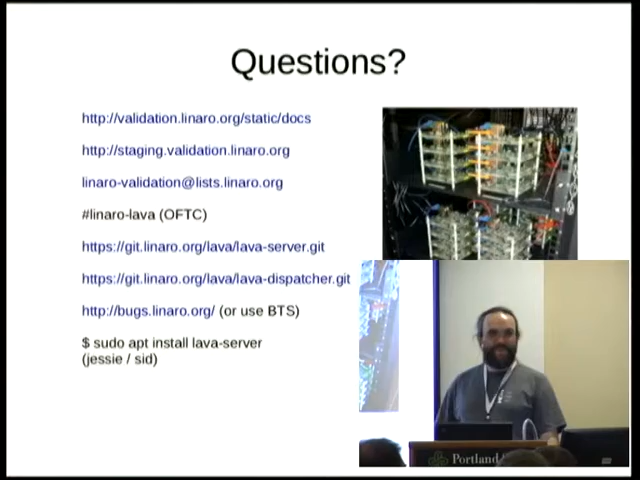 Questions?
http://validation.linaro.org/static/docs
http://staging.validation.linaro.org
linaro-validation@lists.linaro.org
#linaro-lava (OFTC)
https://git.linaro.org/lava/lava-server.git
https://git.linaro.org/lava/lava-dispatcher.git
http://bugs.linaro.org/ (or use BTS)
$ sudo apt install lava-server
(jessie / sid)
Portland